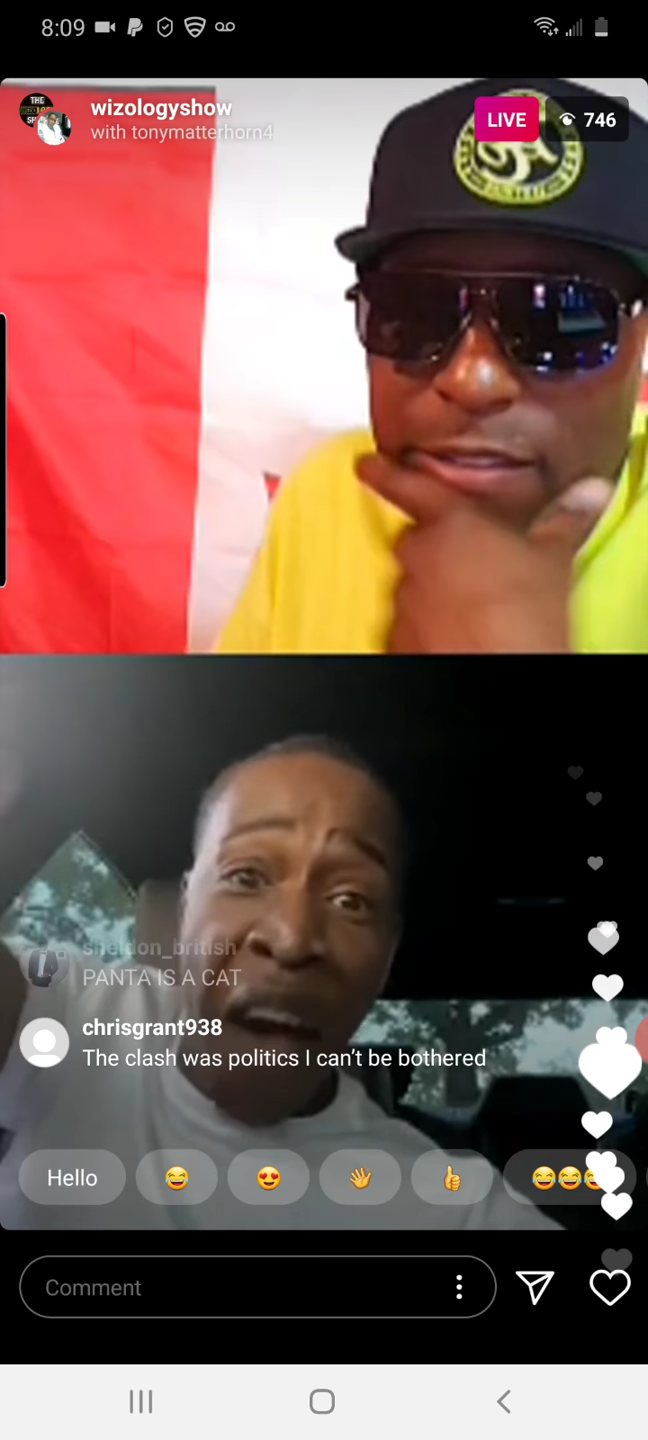 8:09
wizologyshow
with tonymatterhorn4
LIVE
746
sheldon_british
PANTA IS A CAT
chrisgrant938
The clash was politics I can't be bothered
Hello
Comment